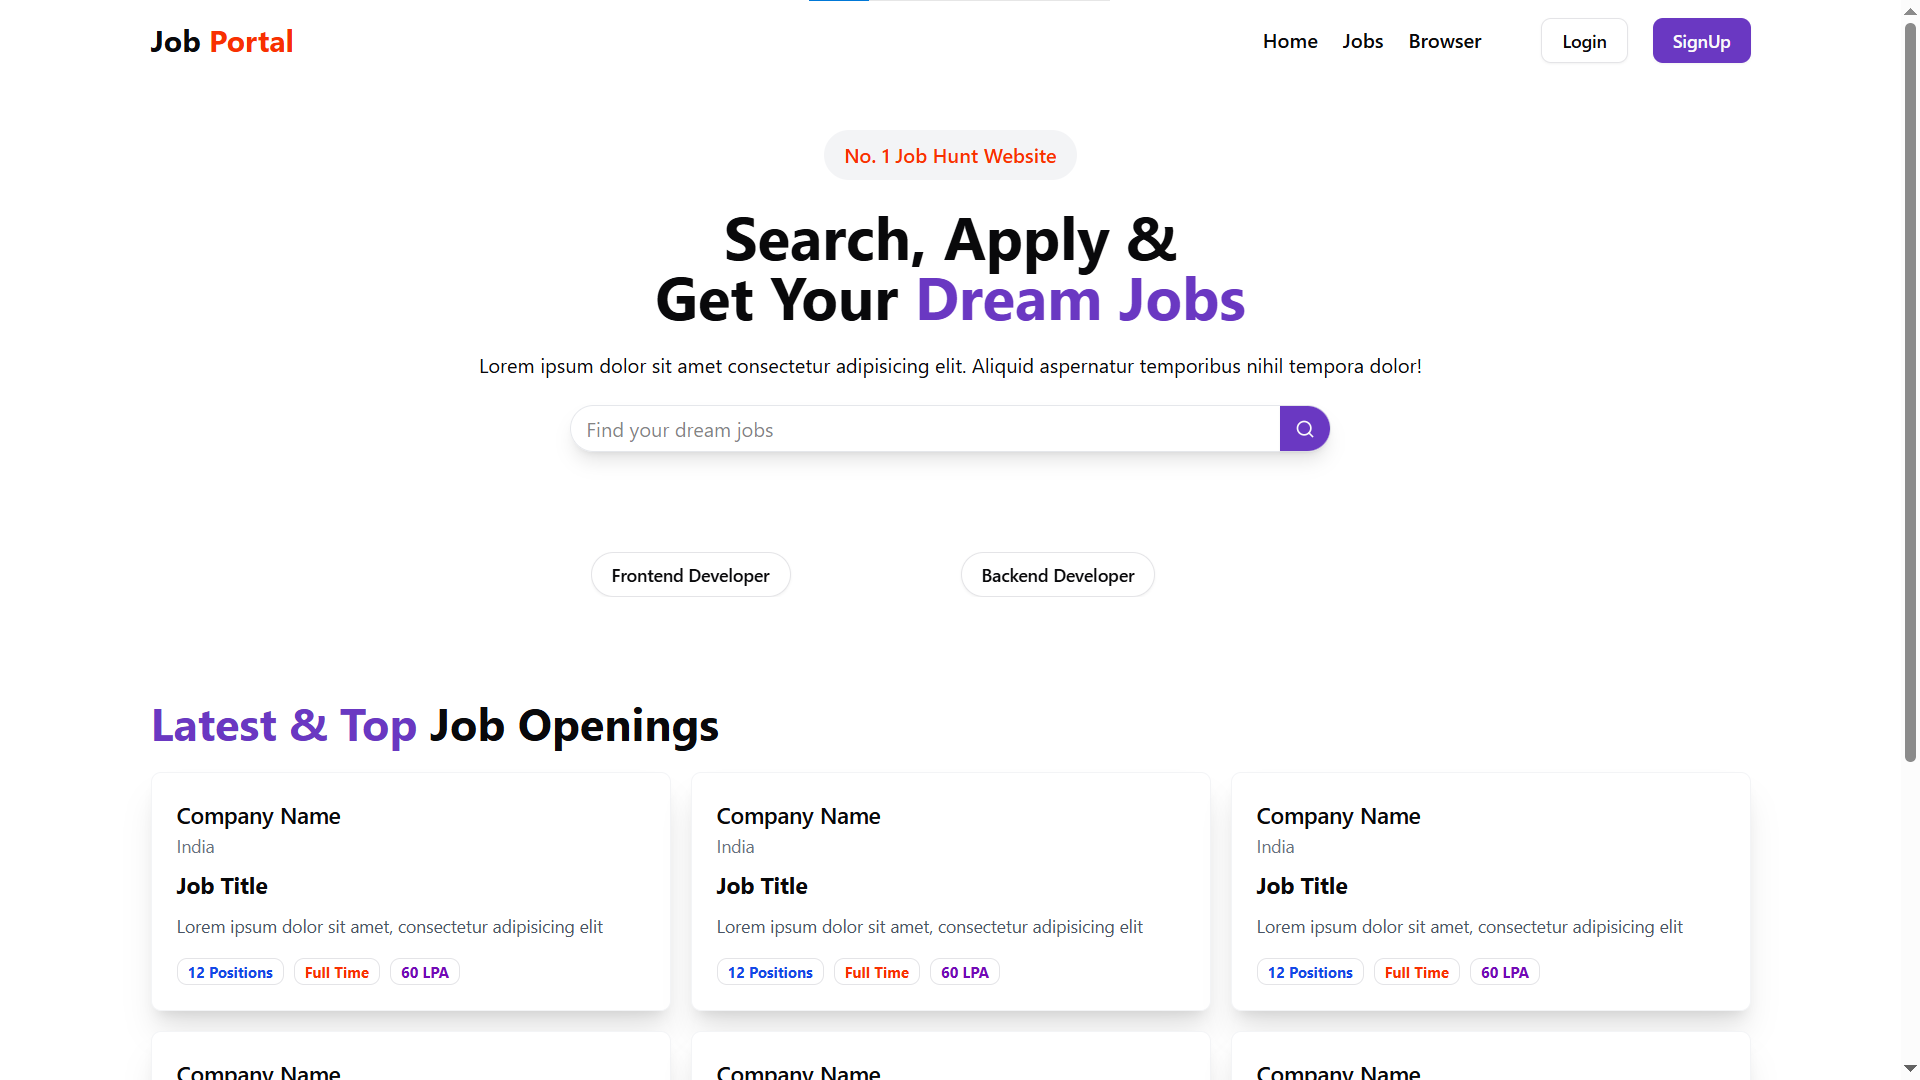 Job Portal
Home Jobs Browser Login SignUp
No. 1 Job Hunt Website
Search, Apply &
Get Your Dream Jobs
Lorem ipsum dolor sit amet consectetur adipisicing elit. Aliquid aspernatur temporibus nihil tempora dolor!
Find your dream jobs
Frontend Developer
Backend Developer
Latest & Top Job Openings
Company Name
India
Job Title
Lorem ipsum dolor sit amet, consectetur adipisicing elit
12 Positions Full Time 60 LPA
Company Name
India
Job Title
Lorem ipsum dolor sit amet, consectetur adipisicing elit
12 Positions Full Time 60 LPA
Company Name
India
Job Title
Lorem ipsum dolor sit amet, consectetur adipisicing elit
12 Positions Full Time 60 LPA
Company Name
Company Name
Company Name